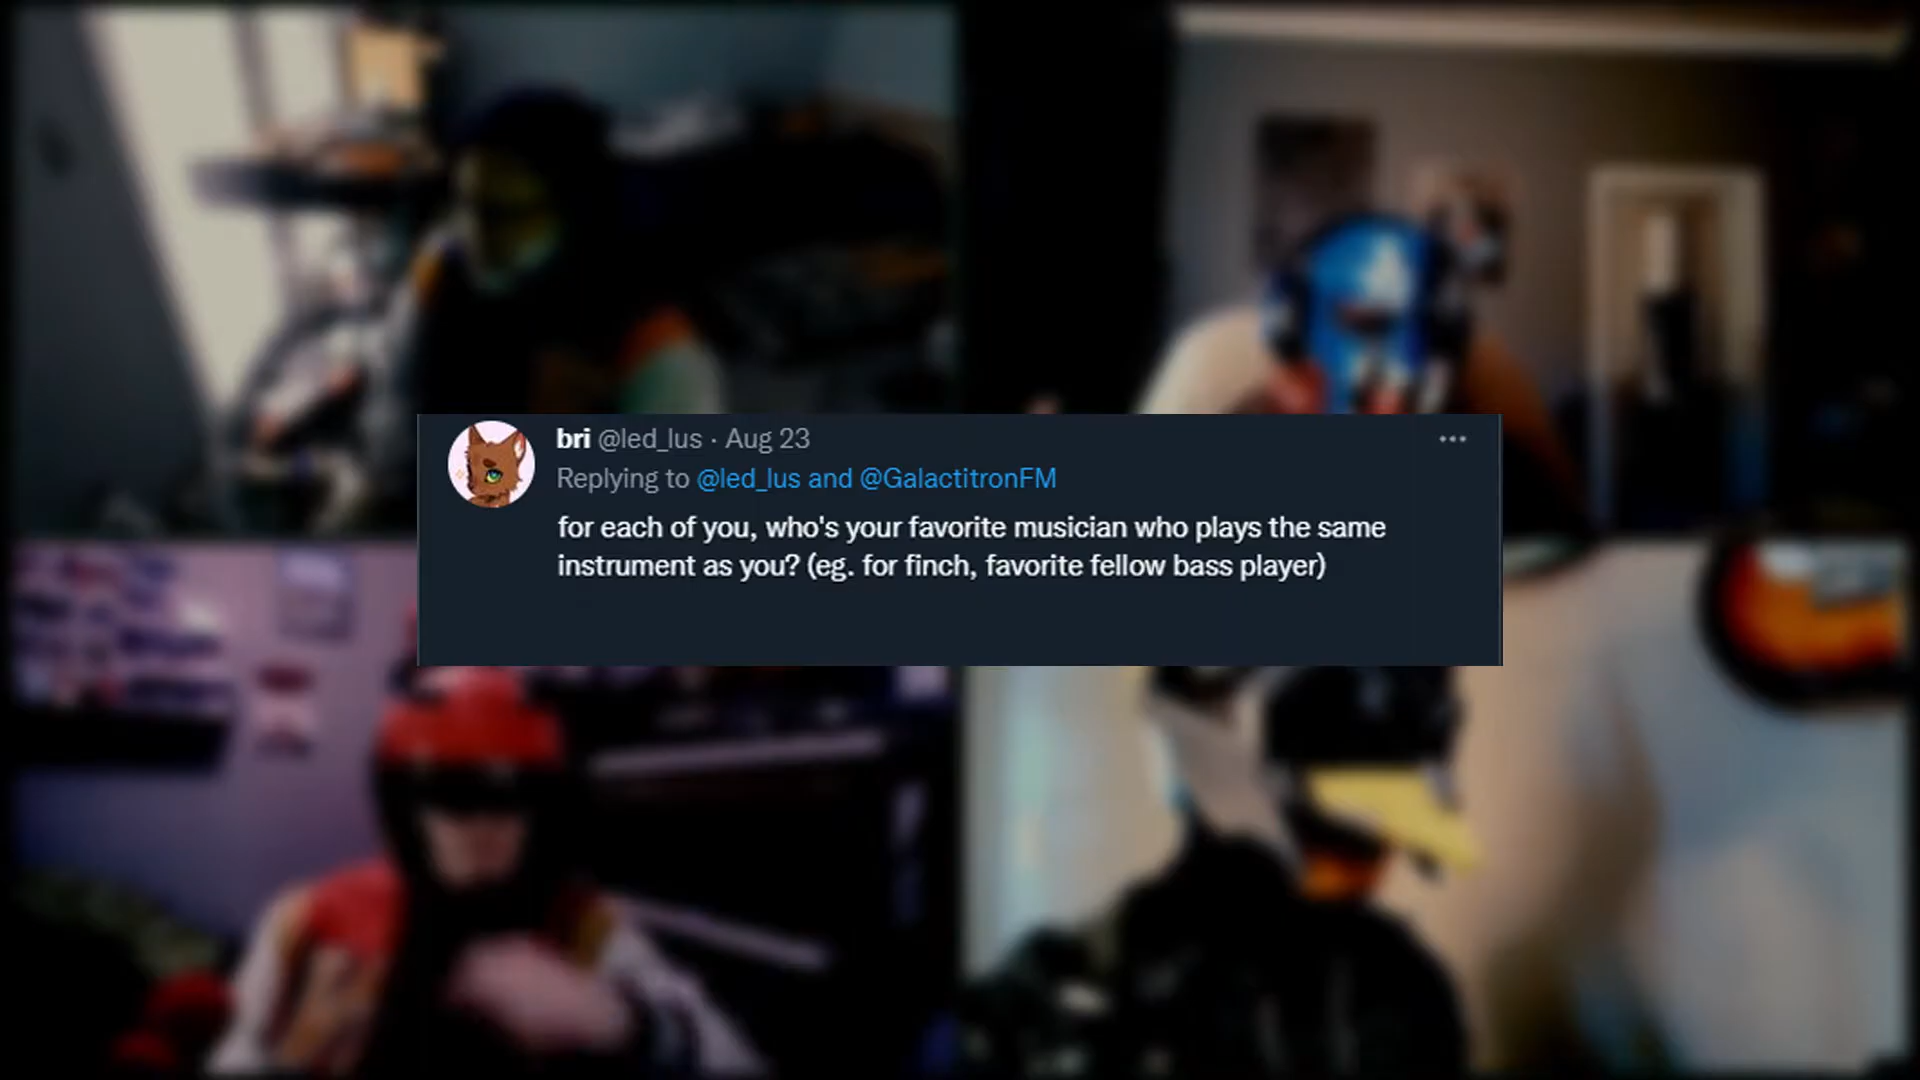 bri @led_lus · Aug 23
Replying to @led_lus and @GalactitronFM
for each of you, who's your favorite musician who plays the same
instrument as you? (eg. for finch, favorite fellow bass player)